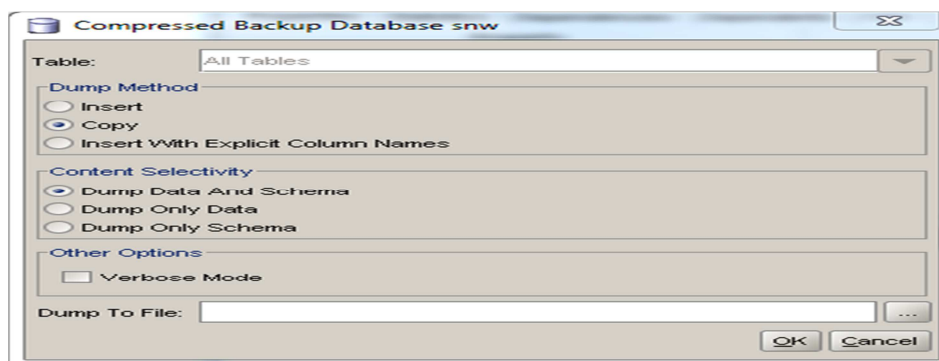 Compressed Backup Database snw
Table: All Tables
Dump Method
Insert
Copy
Insert With Explicit Column Names
Content Selectivity
Dump Data And Schema
Dump Only Data
Dump Only Schema
Other Options
Verbose Mode
Dump To File: ...
OK Cancel